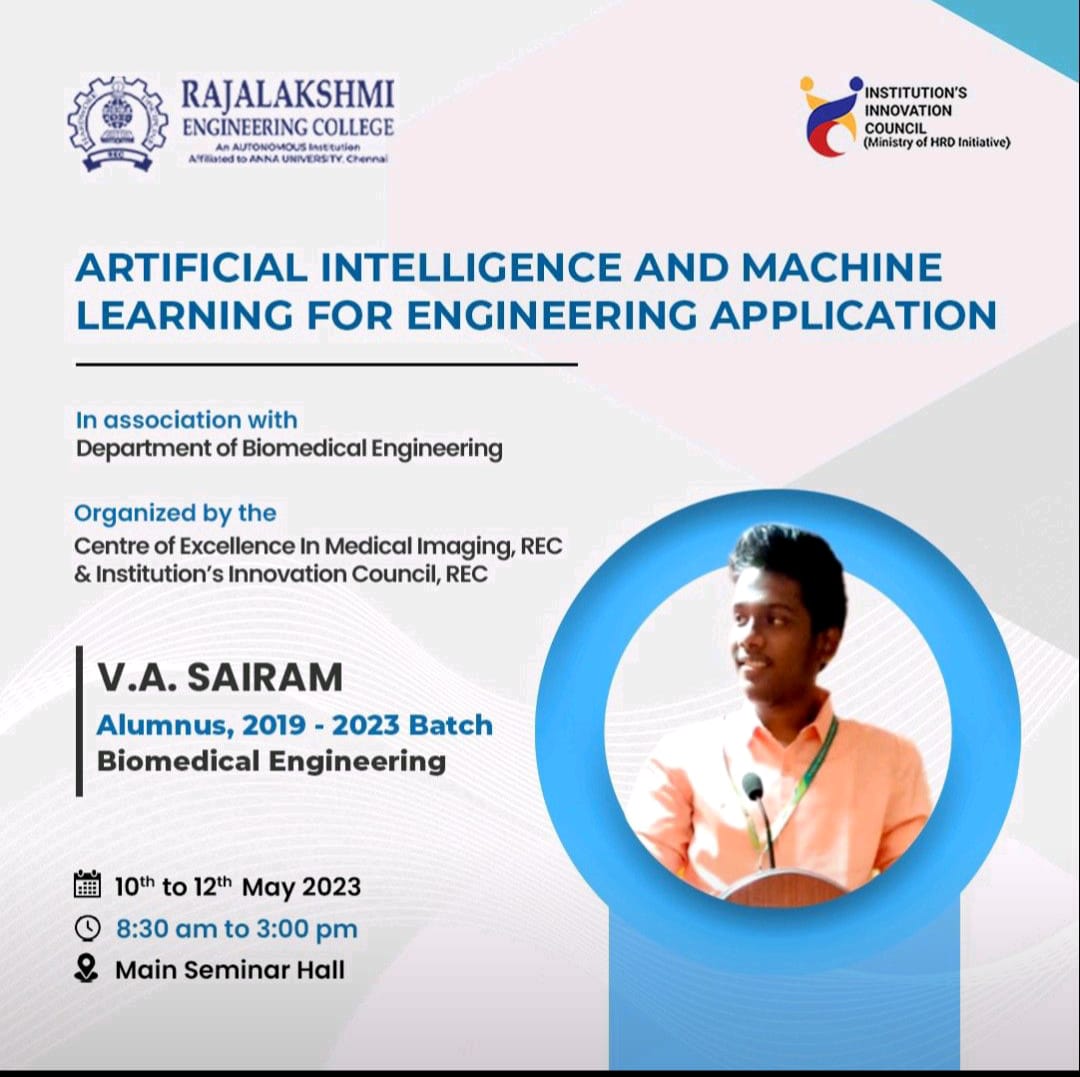 RAJALAKSHMI
ENGINEERING COLLEGE
An AUTONOMOUS Institution
Affiliated to ANNA UNIVERSITY, Chennai
INSTITUTION'S
INNOVATION
COUNCIL
(Ministry of HRD Initiative)
ARTIFICIAL INTELLIGENCE AND MACHINE
LEARNING FOR ENGINEERING APPLICATION
In association with
Department of Biomedical Engineering
Organized by the
Centre of Excellence In Medical Imaging, REC
& Institution's Innovation Council, REC
V.A. SAIRAM
Alumnus, 2019 - 2023 Batch
Biomedical Engineering
10th to 12th May 2023
8:30 am to 3:00 pm
Main Seminar Hall